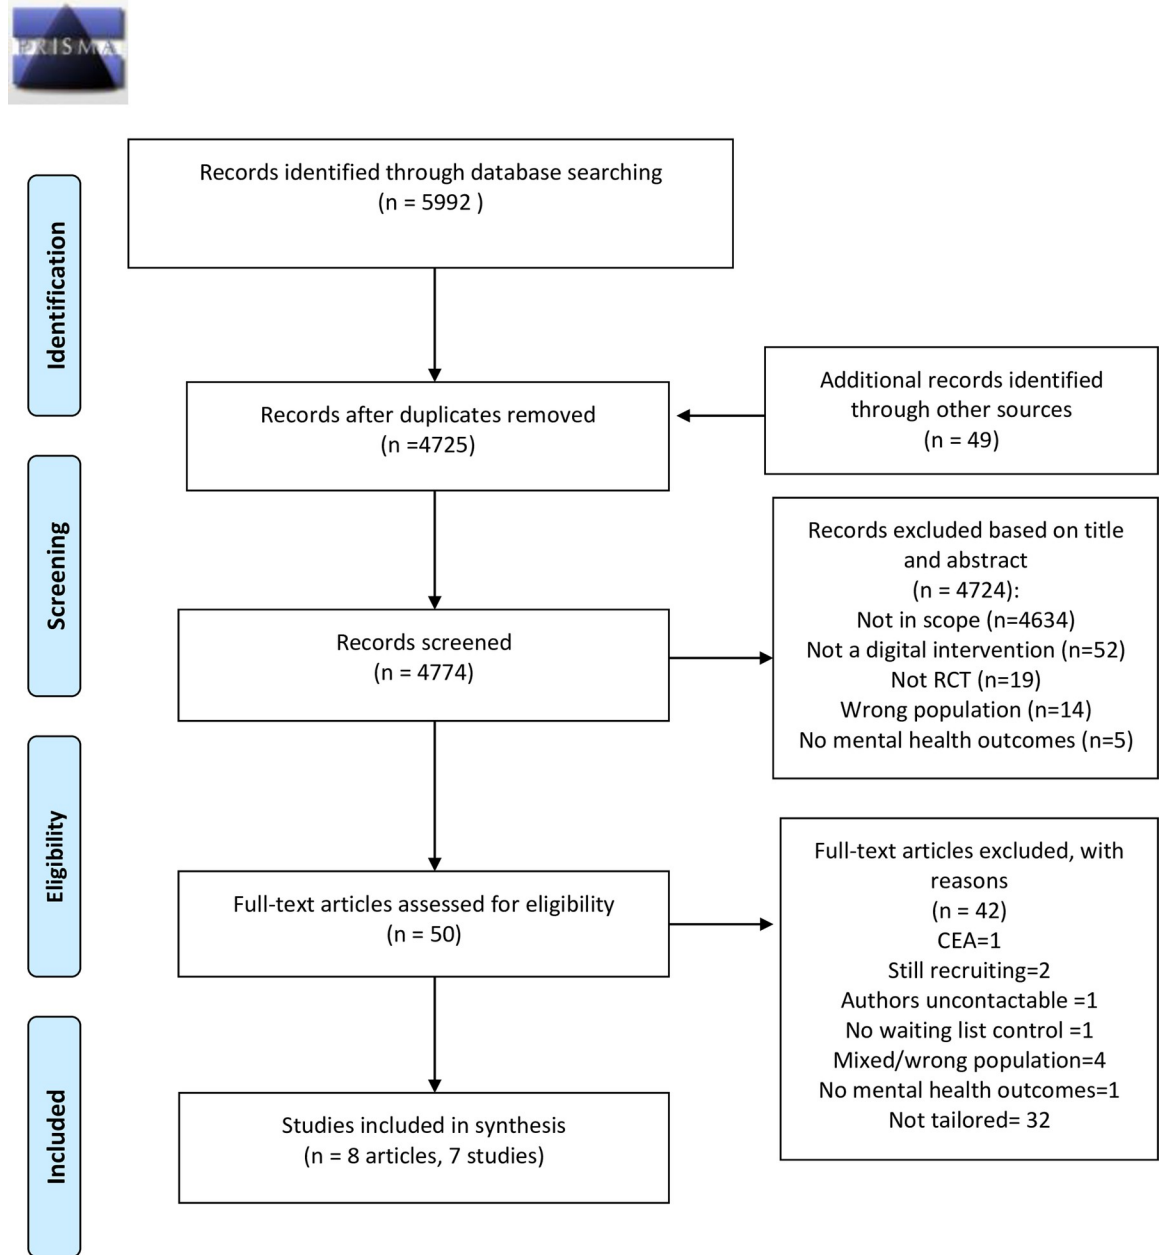 PRISMA
Identification
Records identified through database searching
(n = 5992 )
Records after duplicates removed
(n =4725)
Additional records identified
through other sources
(n = 49)
Screening
Records screened
(n = 4774)
Records excluded based on title
and abstract
(n = 4724):
Not in scope (n=4634)
Not a digital intervention (n=52)
Not RCT (n=19)
Wrong population (n=14)
No mental health outcomes (n=5)
Eligibility
Full-text articles assessed for eligibility
(n = 50)
Full-text articles excluded, with
reasons
(n = 42)
CEA=1
Still recruiting=2
Authors uncontactable =1
No waiting list control =1
Mixed/wrong population=4
No mental health outcomes=1
Not tailored= 32
Included
Studies included in synthesis
(n = 8 articles, 7 studies)